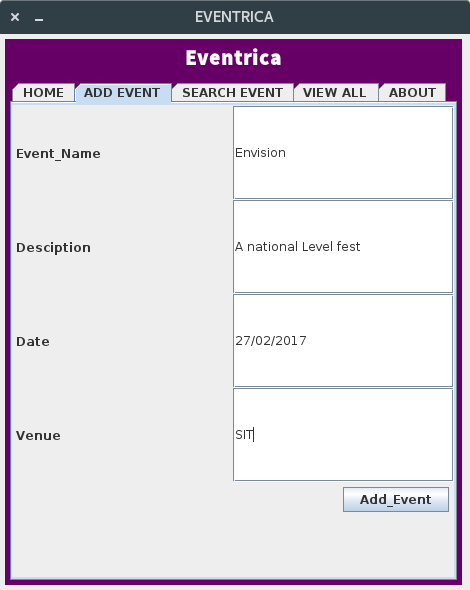 EVENTRICA
Eventrica
HOME ADD EVENT SEARCH EVENT VIEW ALL ABOUT
Event_Name Envision
Desciption A national Level fest
Date 27/02/2017
Venue SIT
Add_Event